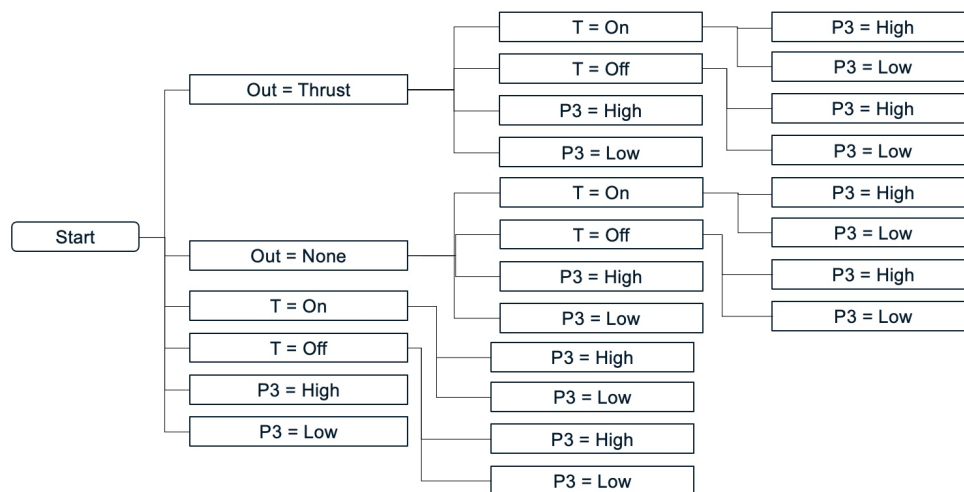 T = On
P3 = High
T = Off
P3 = Low
Out = Thrust
P3 = High
P3 = High
P3 = Low
P3 = Low
T = On
P3 = High
Start
T = Off
P3 = Low
Out = None
P3 = High
P3 = High
T = On
P3 = Low
P3 = Low
T = Off
P3 = High
P3 = High
P3 = Low
P3 = Low
P3 = High
P3 = Low